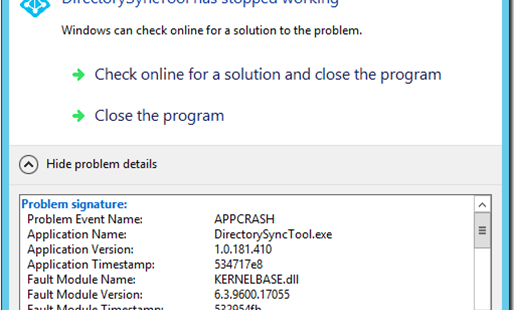 DirectorySyncTool has stopped working
Windows can check online for a solution to the problem.
Check online for a solution and close the program
Close the program
Hide problem details
Problem signature:
Problem Event Name: APPCRASH
Application Name: DirectorySyncTool.exe
Application Version: 1.0.181.410
Application Timestamp: 534717e8
Fault Module Name: KERNELBASE.dll
Fault Module Version: 6.3.9600.17055
Fault Module Timestamp: 532954fb